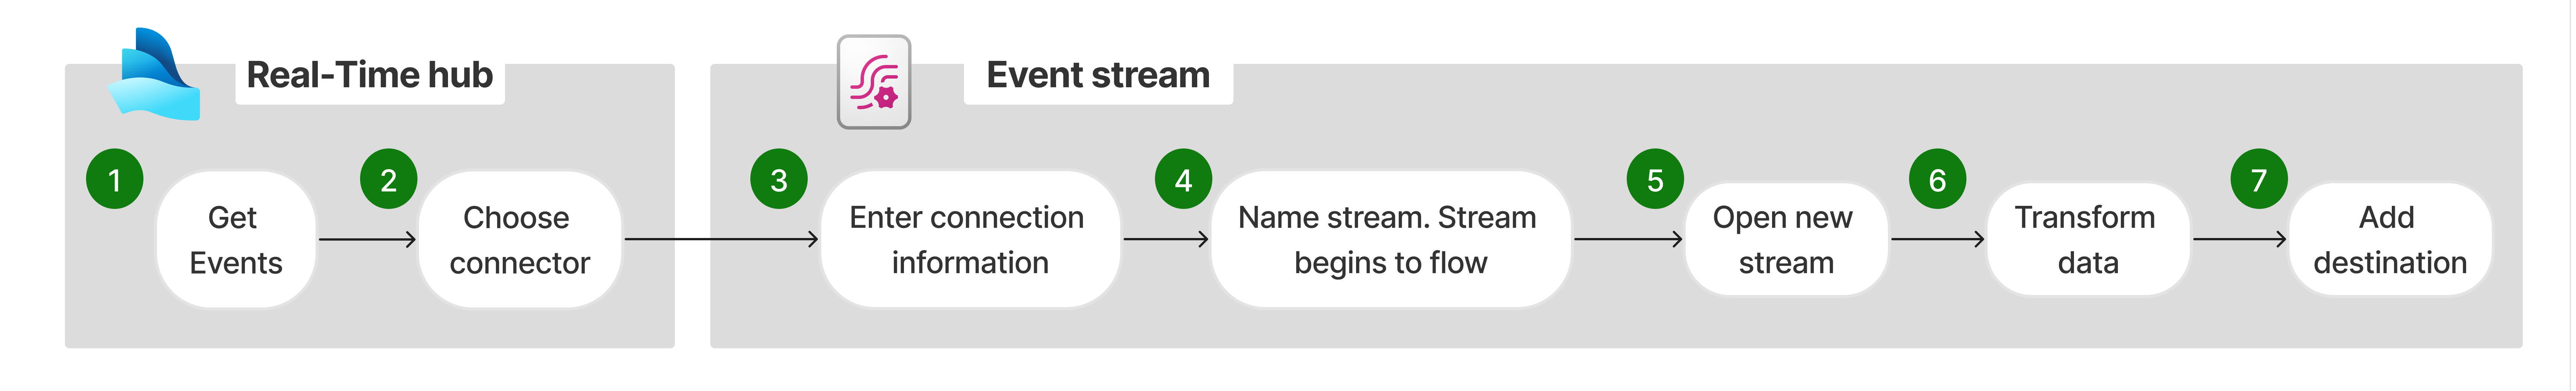 Real-Time hub
1
Get
Events
2
Choose
connector
Event stream
3
Enter connection
information
4
Name stream. Stream
begins to flow
5
Open new
stream
6
Transform
data
7
Add
destination